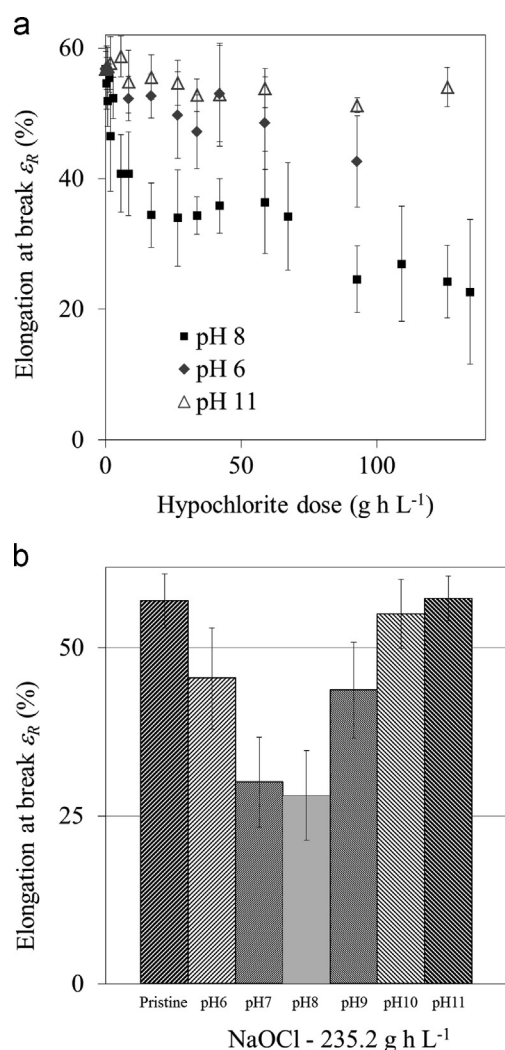 a
Elongation at break εR (%)
60
40
20
0
pH 8
pH 6
pH 11
0
50
100
Hypochlorite dose (g h L⁻¹)
b
Elongation at break εR (%)
50
25
0
Pristine pH6 pH7 pH8 pH9 pH10 pH11
NaOCl - 235.2 g h L⁻¹